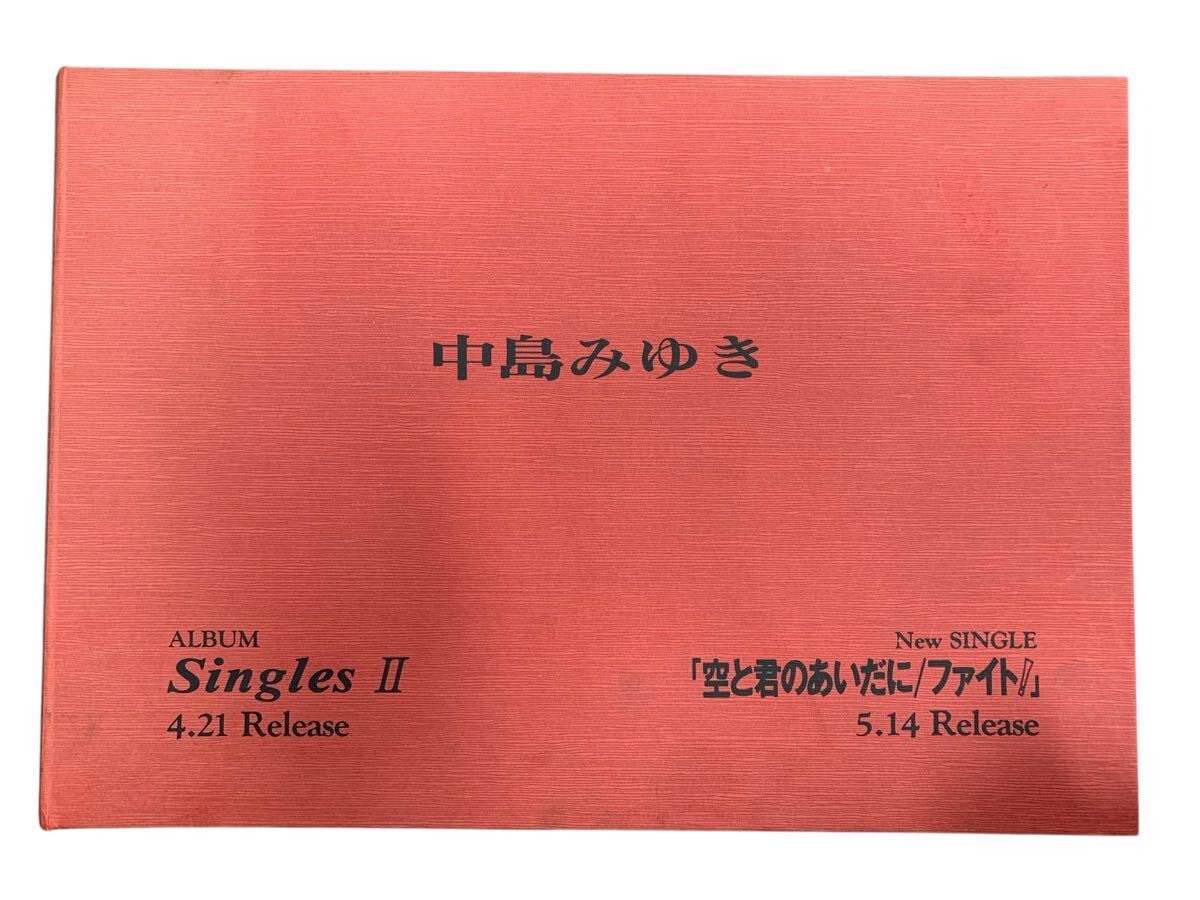 中島みゆき
ALBUM
Singles Ⅱ
4.21 Release
New SINGLE
「空と君のあいだに/ファイト!」
5.14 Release